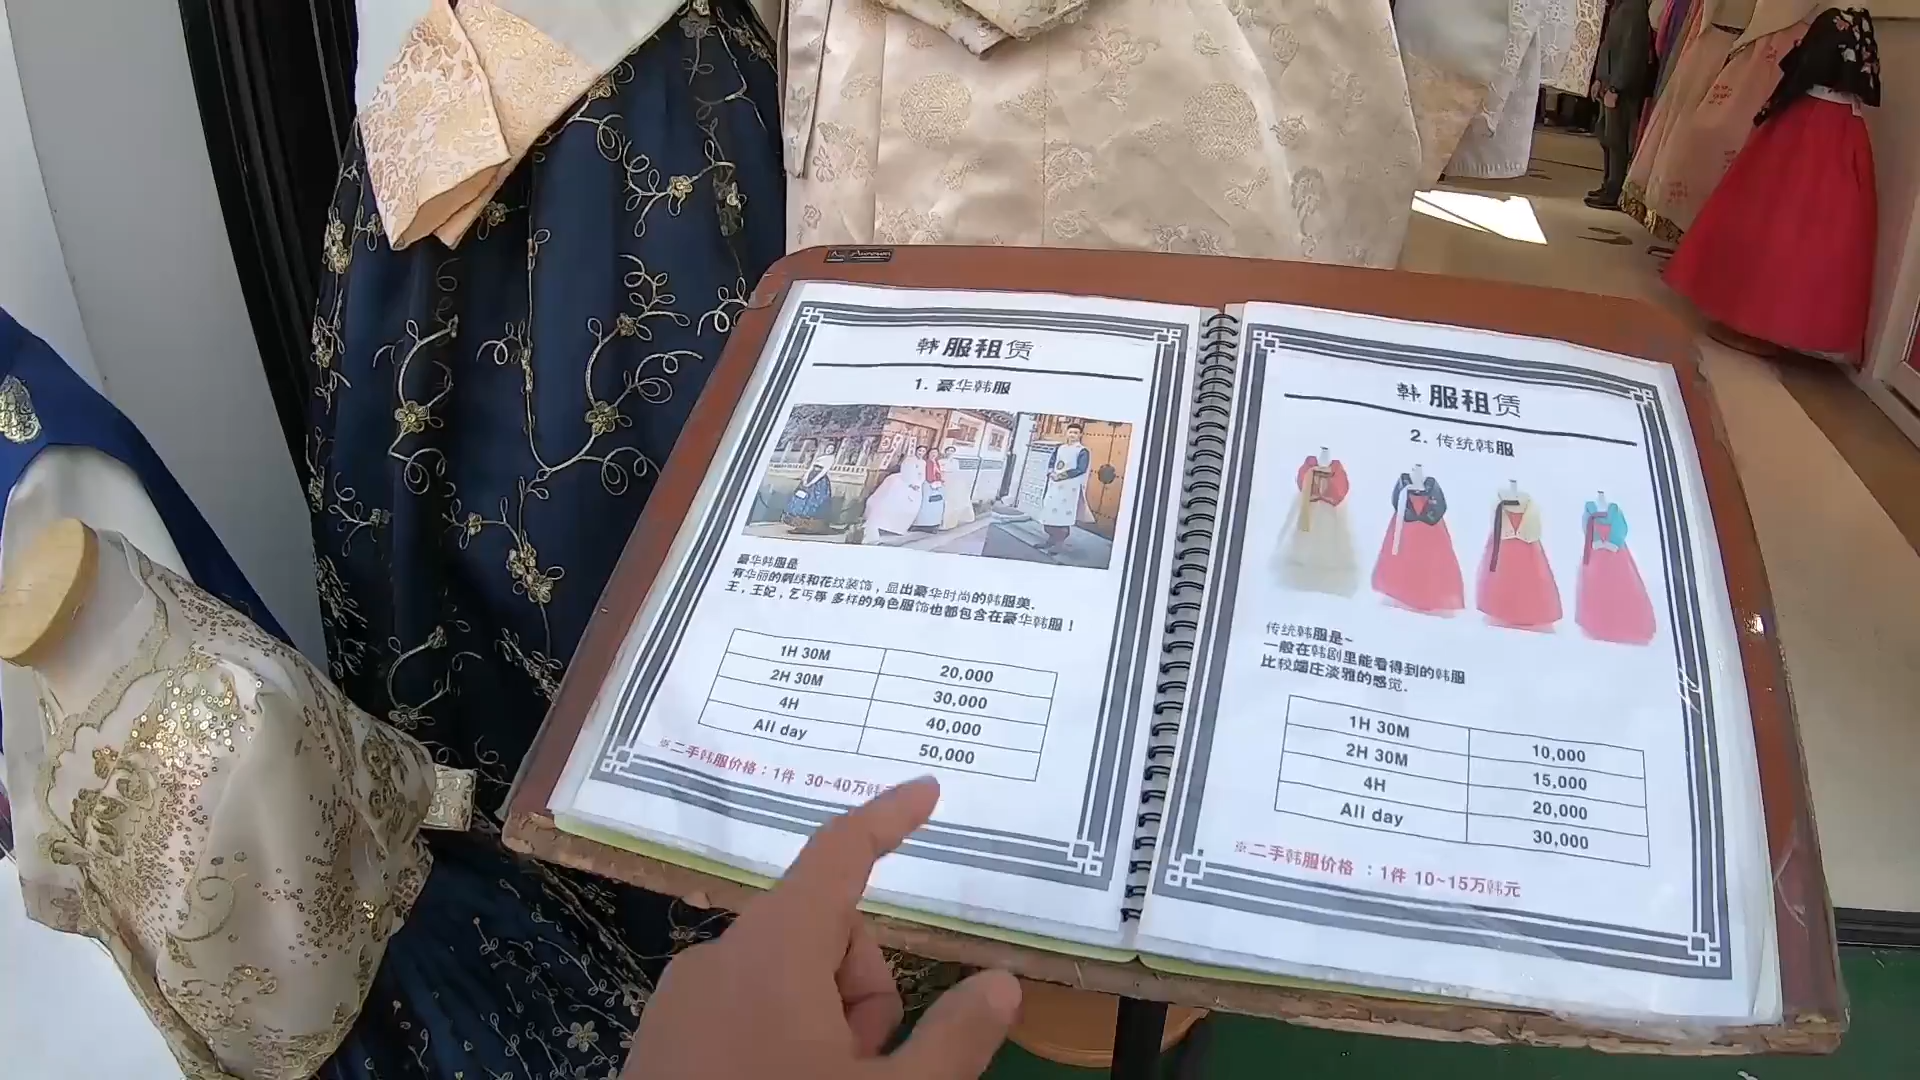 韩服租赁
1. 豪华韩服
豪华韩服是
有华丽的刺绣和花纹装饰，显出豪华时尚的韩服美.
王，王妃，乞丐等 多样的角色服饰也都包含在豪华韩服！
1H 30M 20,000
2H 30M 30,000
4H 40,000
All day 50,000
※二手韩服价格：1件 30~40万韩
韩服租赁
2. 传统韩服
传统韩服是~
一般在韩剧里能看得到的韩服
比较端庄淡雅的感觉.
1H 30M 10,000
2H 30M 15,000
4H 20,000
All day 30,000
※二手韩服价格 ：1件 10~15万韩元